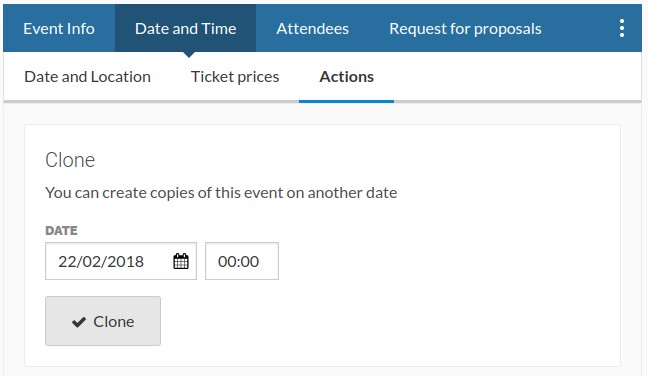 Event Info Date and Time Attendees Request for proposals
Date and Location Ticket prices Actions
Clone
You can create copies of this event on another date
DATE
22/02/2018 00:00
Clone